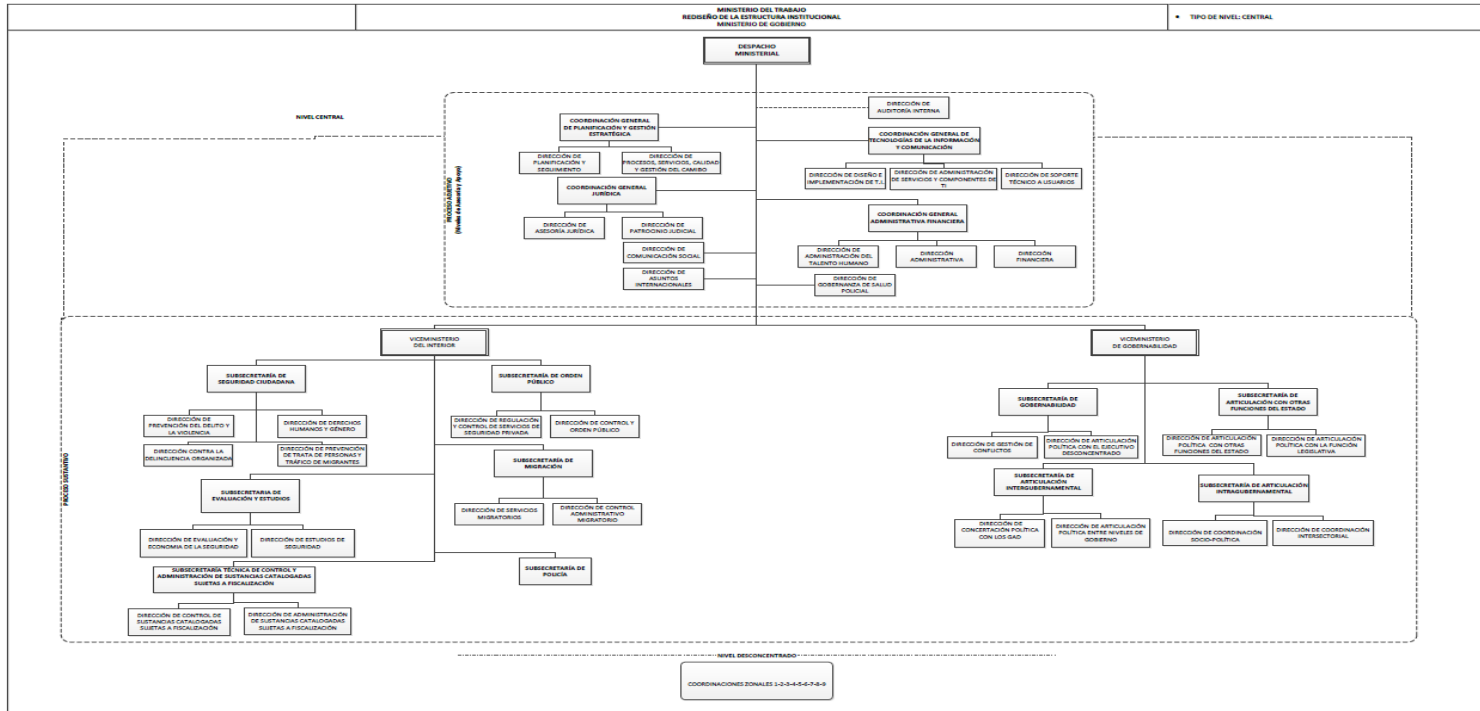 MINISTERIO DEL TRABAJO
REDISEÑO DE LA ESTRUCTURA INSTITUCIONAL
MINISTERIO DE GOBIERNO
• TIPO DE NIVEL: CENTRAL
DESPACHO
MINISTERIAL
NIVEL CENTRAL
PROCESO ADJETIVO
(Niveles de Asesoría y Apoyo)
DIRECCIÓN DE
AUDITORÍA INTERNA
COORDINACIÓN GENERAL
DE PLANIFICACIÓN Y GESTIÓN
ESTRATÉGICA
COORDINACIÓN GENERAL DE
TECNOLOGÍAS DE LA INFORMACIÓN
Y COMUNICACIÓN
DIRECCIÓN DE
PLANIFICACIÓN Y
SEGUIMIENTO
DIRECCIÓN DE
PROCESOS, SERVICIOS, CALIDAD
Y GESTIÓN DEL CAMBIO
DIRECCIÓN DE DISEÑO E
IMPLEMENTACIÓN DE T.I.
DIRECCIÓN DE ADMINISTRACIÓN
DE SERVICIOS Y COMPONENTES DE
TI
DIRECCIÓN DE SOPORTE
TÉCNICO A USUARIOS
COORDINACIÓN GENERAL
JURÍDICA
COORDINACIÓN GENERAL
ADMINISTRATIVA FINANCIERA
DIRECCIÓN DE
ASESORÍA JURÍDICA
DIRECCIÓN DE
PATROCINIO JUDICIAL
DIRECCIÓN DE
COMUNICACIÓN SOCIAL
DIRECCIÓN DE
ADMINISTRACIÓN DEL
TALENTO HUMANO
DIRECCIÓN
ADMINISTRATIVA
DIRECCIÓN
FINANCIERA
DIRECCIÓN DE
ASUNTOS
INTERNACIONALES
DIRECCIÓN DE
GOBERNANZA DE SALUD
POLICIAL
PROCESO SUSTANTIVO
VICEMINISTERIO
DEL INTERIOR
VICEMINISTERIO
DE GOBERNABILIDAD
SUBSECRETARÍA DE
SEGURIDAD CIUDADANA
SUBSECRETARÍA DE ORDEN
PÚBLICO
DIRECCIÓN DE
PREVENCIÓN DEL DELITO Y
LA VIOLENCIA
DIRECCIÓN DE DERECHOS
HUMANOS Y GÉNERO
DIRECCIÓN DE REGULACIÓN
Y CONTROL DE SERVICIOS DE
SEGURIDAD PRIVADA
DIRECCIÓN DE CONTROL Y
ORDEN PÚBLICO
DIRECCIÓN CONTRA LA
DELINCUENCIA ORGANIZADA
DIRECCIÓN DE PREVENCIÓN
DE TRATA DE PERSONAS Y
TRÁFICO DE MIGRANTES
SUBSECRETARÍA DE
MIGRACIÓN
SUBSECRETARIA DE
EVALUACIÓN Y ESTUDIOS
DIRECCIÓN DE SERVICIOS
MIGRATORIOS
DIRECCIÓN DE CONTROL
ADMINISTRATIVO
MIGRATORIO
DIRECCIÓN DE EVALUACIÓN Y
ECONOMIA DE LA SEGURIDAD
DIRECCIÓN DE ESTUDIOS DE
SEGURIDAD
SUBSECRETARÍA TÉCNICA DE CONTROL Y
ADMINISTRACIÓN DE SUSTANCIAS CATALOGADAS
SUJETAS A FISCALIZACIÓN
SUBSECRETARÍA DE
POLICÍA
DIRECCIÓN DE CONTROL DE
SUSTANCIAS CATALOGADAS
SUJETAS A FISCALIZACIÓN
DIRECCIÓN DE ADMINISTRACIÓN
DE SUSTANCIAS CATALOGADAS
SUJETAS A FISCALIZACIÓN
SUBSECRETARÍA DE
GOBERNABILIDAD
SUBSECRETARÍA DE
ARTICULACIÓN CON OTRAS
FUNCIONES DEL ESTADO
DIRECCIÓN DE GESTIÓN DE
CONFLICTOS
DIRECCIÓN DE ARTICULACIÓN
POLÍTICA CON EL EJECUTIVO
DESCONCENTRADO
DIRECCIÓN DE ARTICULACIÓN
POLÍTICA CON OTRAS
FUNCIONES DEL ESTADO
DIRECCIÓN DE ARTICULACIÓN
POLÍTICA CON LA FUNCIÓN
LEGISLATIVA
SUBSECRETARÍA DE ARTICULACIÓN
INTERGUBERNAMENTAL
SUBSECRETARÍA DE ARTICULACIÓN
INTRAGUBERNAMENTAL
DIRECCIÓN DE
CONCERTACIÓN POLÍTICA
CON LOS GAD
DIRECCIÓN DE ARTICULACIÓN
POLÍTICA ENTRE NIVELES DE
GOBIERNO
DIRECCIÓN DE COORDINACIÓN
SOCIO-POLÍTICA
DIRECCIÓN DE COORDINACIÓN
INTERSECTORIAL
NIVEL DESCONCENTRADO
COORDINACIONES ZONALES 1-2-3-4-5-6-7-8-9